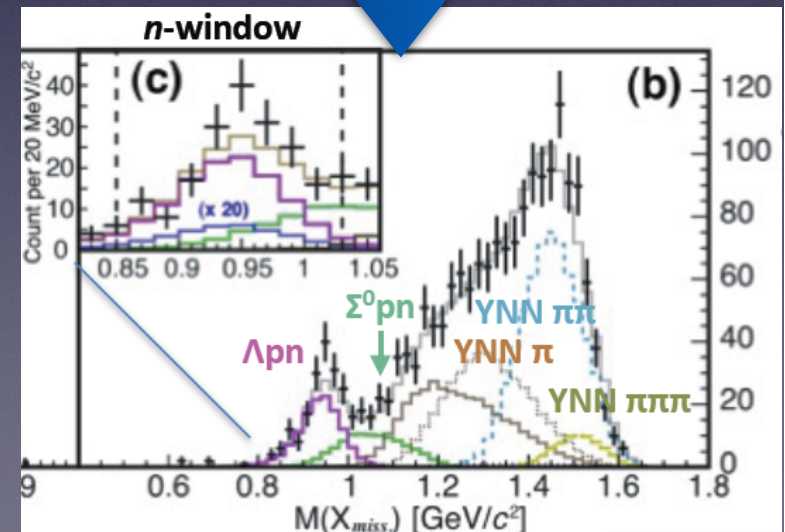 n-window
(c)
(b)
Count per 20 MeV/c²
40
30
20
10
0
(x 20)
0.85 0.9 0.95 1 1.05
120
100
80
60
40
20
0
Σ⁰pn
YNN ππ
Λpn
YNN π
YNN πππ
9 0.6 0.8 1 1.2 1.4 1.6 1.8
M(X_miss.) [GeV/c²]